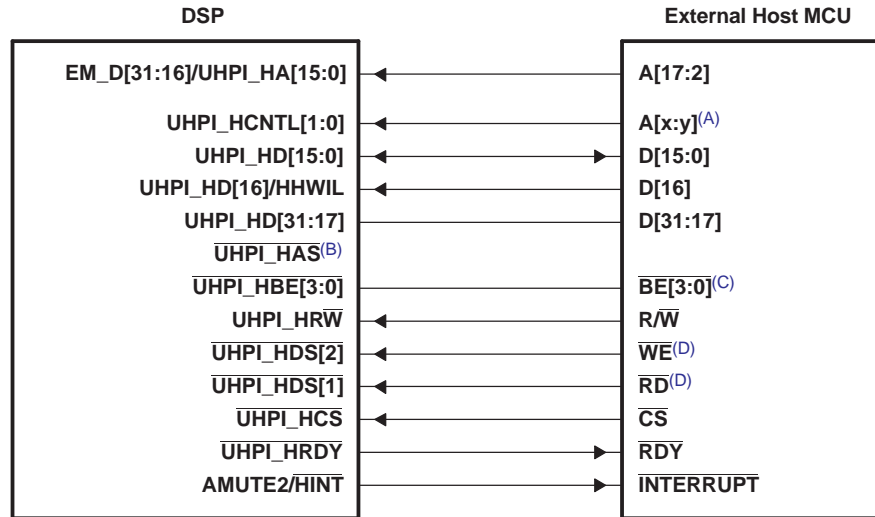 DSP External Host MCU
EM_D[31:16]/UHPI_HA[15:0] A[17:2]
UHPI_HCNTL[1:0] A[x:y](A)
UHPI_HD[15:0] D[15:0]
UHPI_HD[16]/HHWIL D[16]
UHPI_HD[31:17] D[31:17]
UHPI_HAS(B)
UHPI_HBE[3:0] BE[3:0](C)
UHPI_HRW R/W
UHPI_HDS[2] WE(D)
UHPI_HDS[1] RD(D)
UHPI_HCS CS
UHPI_HRDY RDY
AMUTE2/HINT INTERRUPT